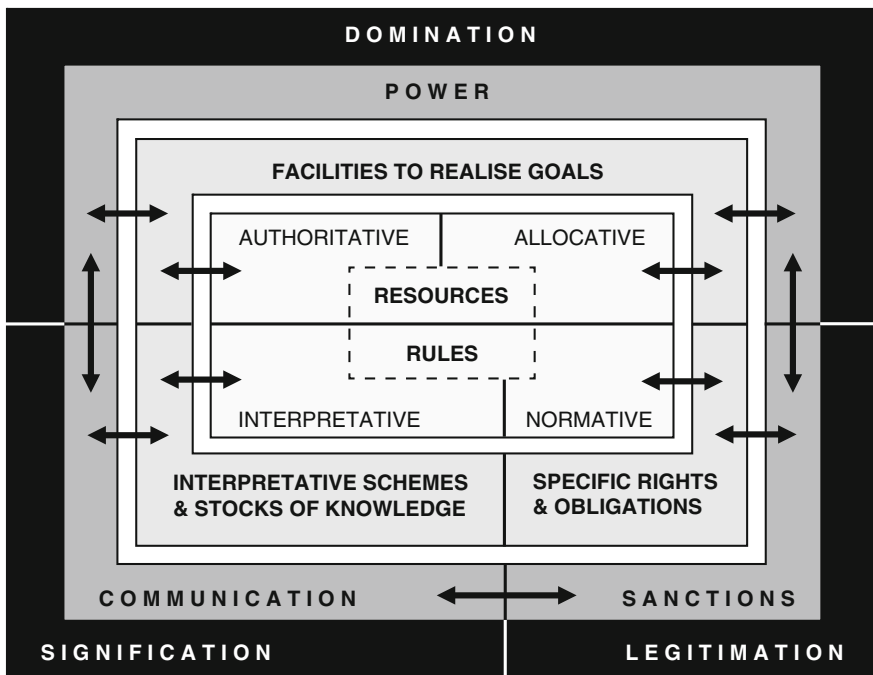 DOMINATION
POWER
FACILITIES TO REALISE GOALS
AUTHORITATIVE
ALLOCATIVE
RESOURCES
RULES
INTERPRETATIVE
NORMATIVE
INTERPRETATIVE SCHEMES
& STOCKS OF KNOWLEDGE
SPECIFIC RIGHTS
& OBLIGATIONS
COMMUNICATION
SANCTIONS
SIGNIFICATION
LEGITIMATION